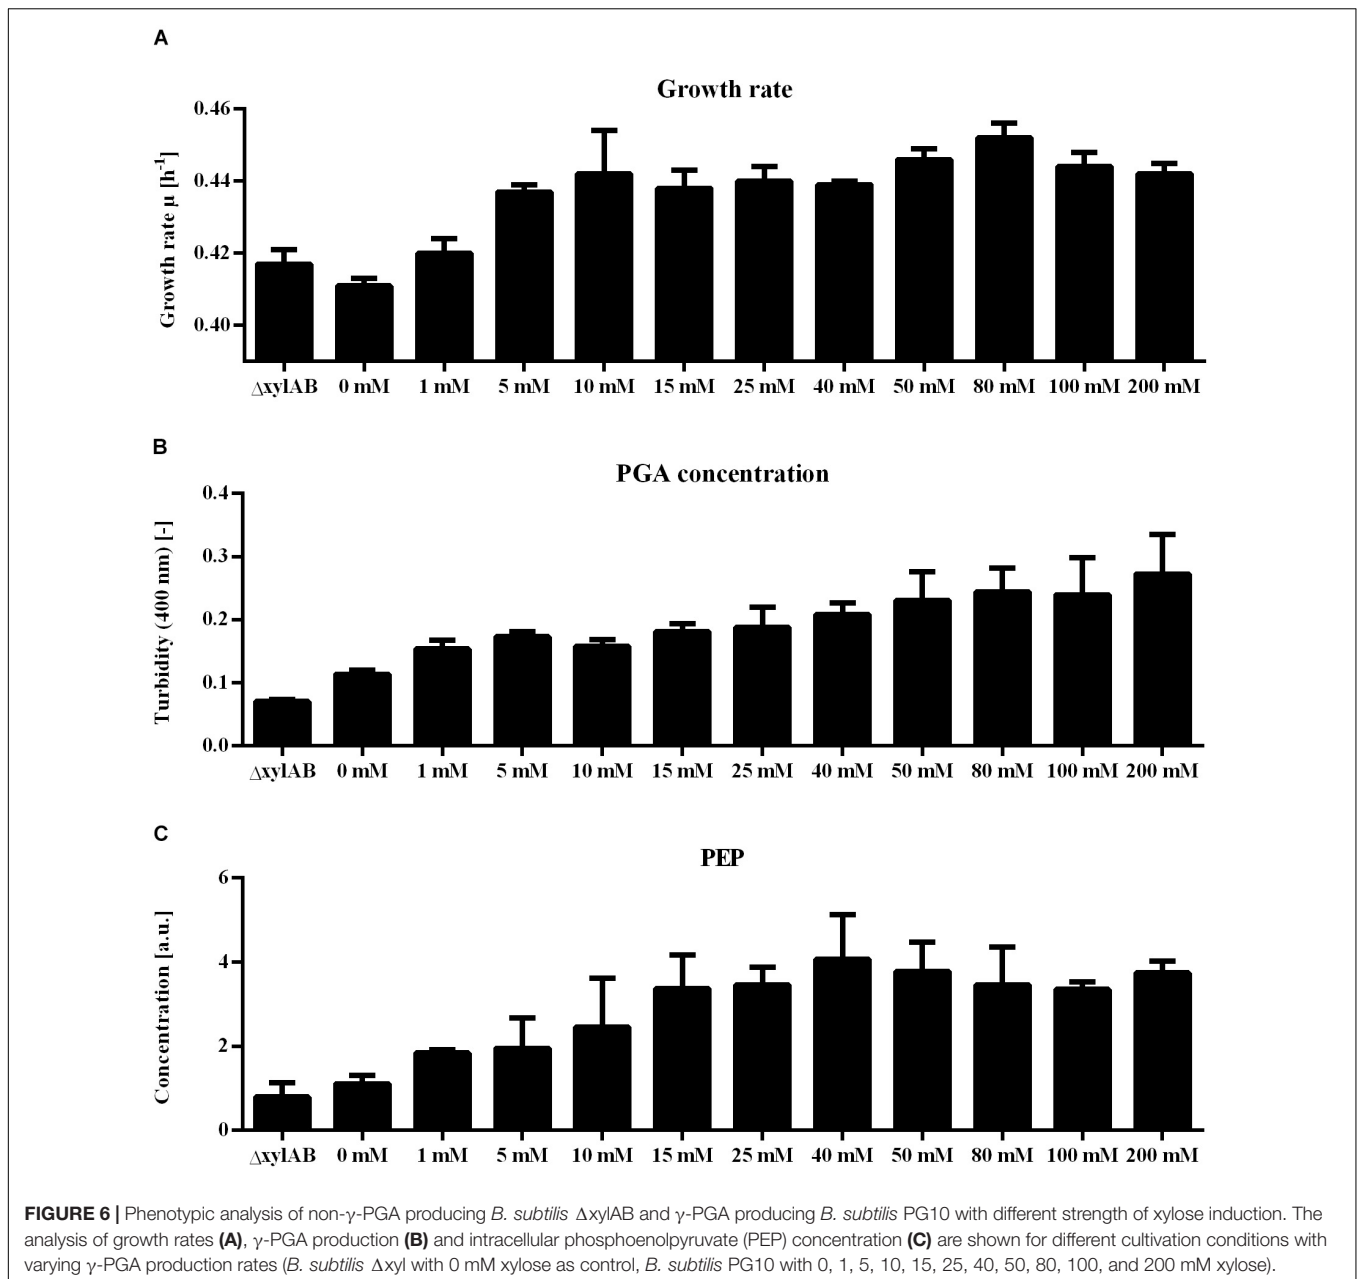 A
Growth rate
Growth rate μ [h-1]
0.46
0.44
0.42
0.40
ΔxylAB 0 mM 1 mM 5 mM 10 mM 15 mM 25 mM 40 mM 50 mM 80 mM 100 mM 200 mM
B
PGA concentration
Turbidity (400 nm) [-]
0.4
0.3
0.2
0.1
0.0
ΔxylAB 0 mM 1 mM 5 mM 10 mM 15 mM 25 mM 40 mM 50 mM 80 mM 100 mM 200 mM
C
PEP
Concentration [a.u.]
6
4
2
0
ΔxylAB 0 mM 1 mM 5 mM 10 mM 15 mM 25 mM 40 mM 50 mM 80 mM 100 mM 200 mM
FIGURE 6 | Phenotypic analysis of non-γ-PGA producing B. subtilis ΔxylAB and γ-PGA producing B. subtilis PG10 with different strength of xylose induction. The
analysis of growth rates (A), γ-PGA production (B) and intracellular phosphoenolpyruvate (PEP) concentration (C) are shown for different cultivation conditions with
varying γ-PGA production rates (B. subtilis Δxyl with 0 mM xylose as control, B. subtilis PG10 with 0, 1, 5, 10, 15, 25, 40, 50, 80, 100, and 200 mM xylose).